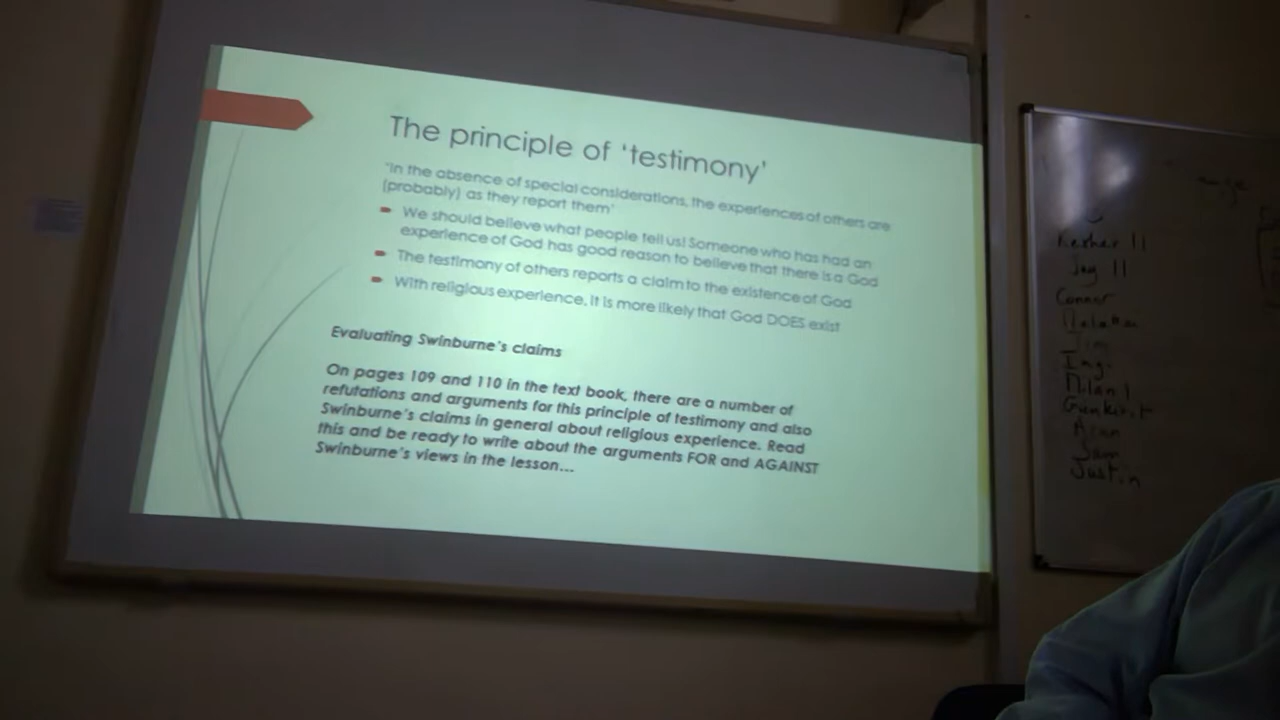 The principle of ‘testimony’
‘In the absence of special considerations, the experiences of others are
(probably) as they report them’
We should believe what people tell us! Someone who has had an
experience of God has good reason to believe that there is a God
The testimony of others reports a claim to the existence of God
With religious experience, it is more likely that God DOES exist
Evaluating Swinburne’s claims
On pages 109 and 110 in the text book, there are a number of
refutations and arguments for this principle of testimony and also
Swinburne’s claims in general about religious experience. Read
this and be ready to write about the arguments FOR and AGAINST
Swinburne’s views in the lesson...
Jay 11
Connor
Milan 1
Arun
Sam
Justin